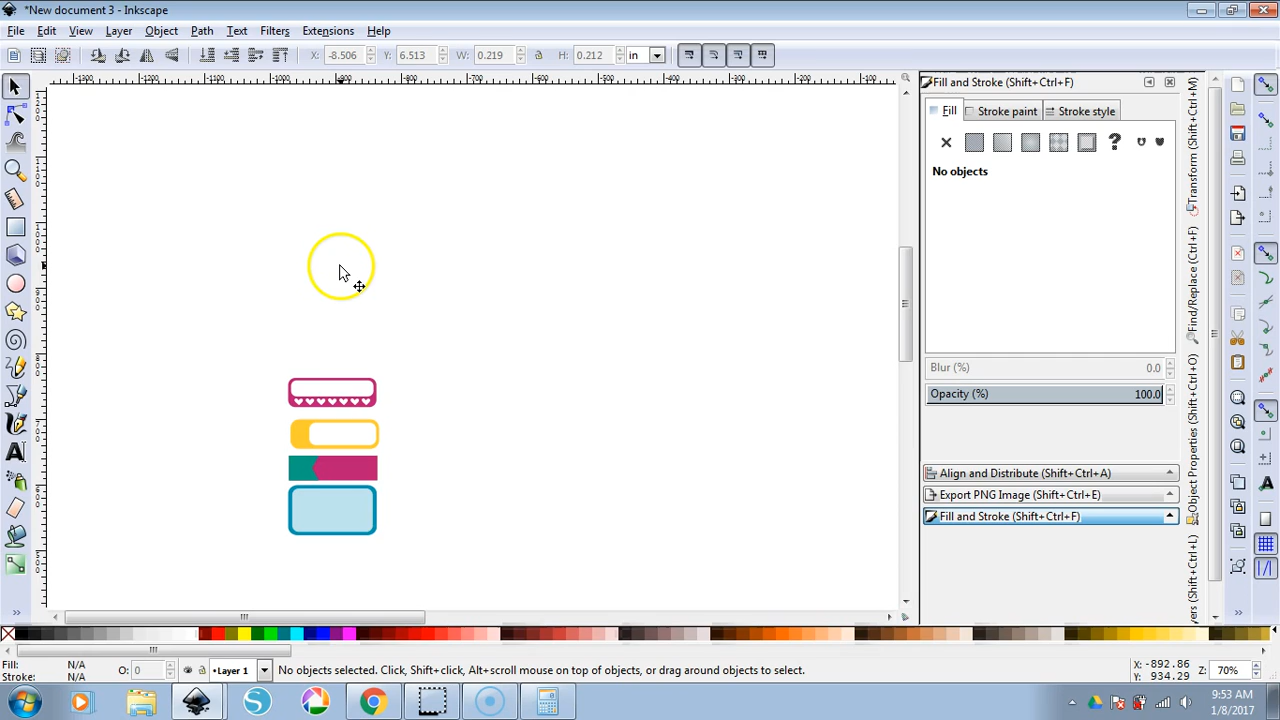 *New document 3 - Inkscape
File Edit View Layer Object Path Text Filters Extensions Help
X: -8.506 Y: 6.513 W: 0.219 H: 0.212 in
Fill and Stroke (Shift+Ctrl+F)
Fill Stroke paint Stroke style
No objects
Blur (%) 0.0
Opacity (%) 100.0
Align and Distribute (Shift+Ctrl+A)
Export PNG Image (Shift+Ctrl+E)
Fill and Stroke (Shift+Ctrl+F)
Transform (Shift+Ctrl+M)
Find/Replace (Ctrl+F)
Object Properties (Shift+Ctrl+O)
Layers (Shift+Ctrl+L)
Fill: N/A
Stroke: N/A
O: 0
•Layer 1
No objects selected. Click, Shift+click, Alt+scroll mouse on top of objects, or drag around objects to select.
X: -892.86
Y: 934.29
Z: 70%
9:53 AM
1/8/2017